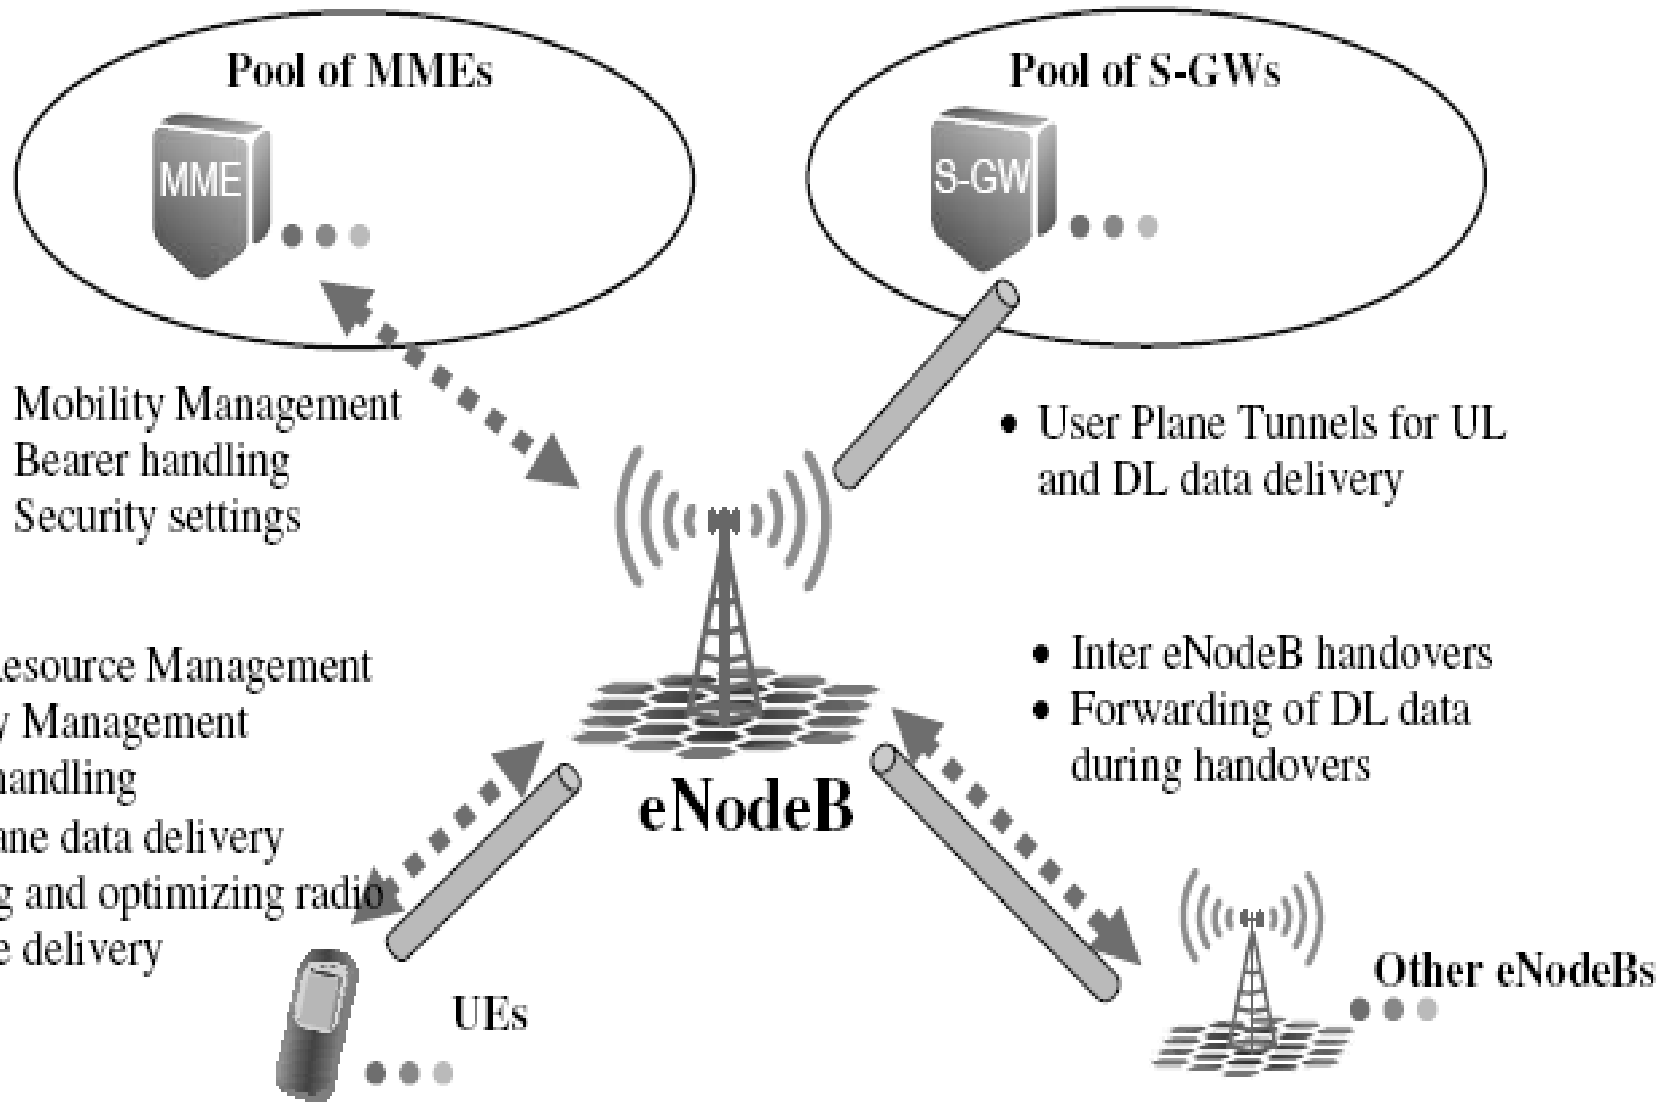 Pool of MMEs
MME
Pool of S-GWs
S-GW
Mobility Management
Bearer handling
Security settings
• User Plane Tunnels for UL
and DL data delivery
esource Management
y Management
handling
ane data delivery
g and optimizing radio
e delivery
• Inter eNodeB handovers
• Forwarding of DL data
during handovers
eNodeB
UEs
Other eNodeBs